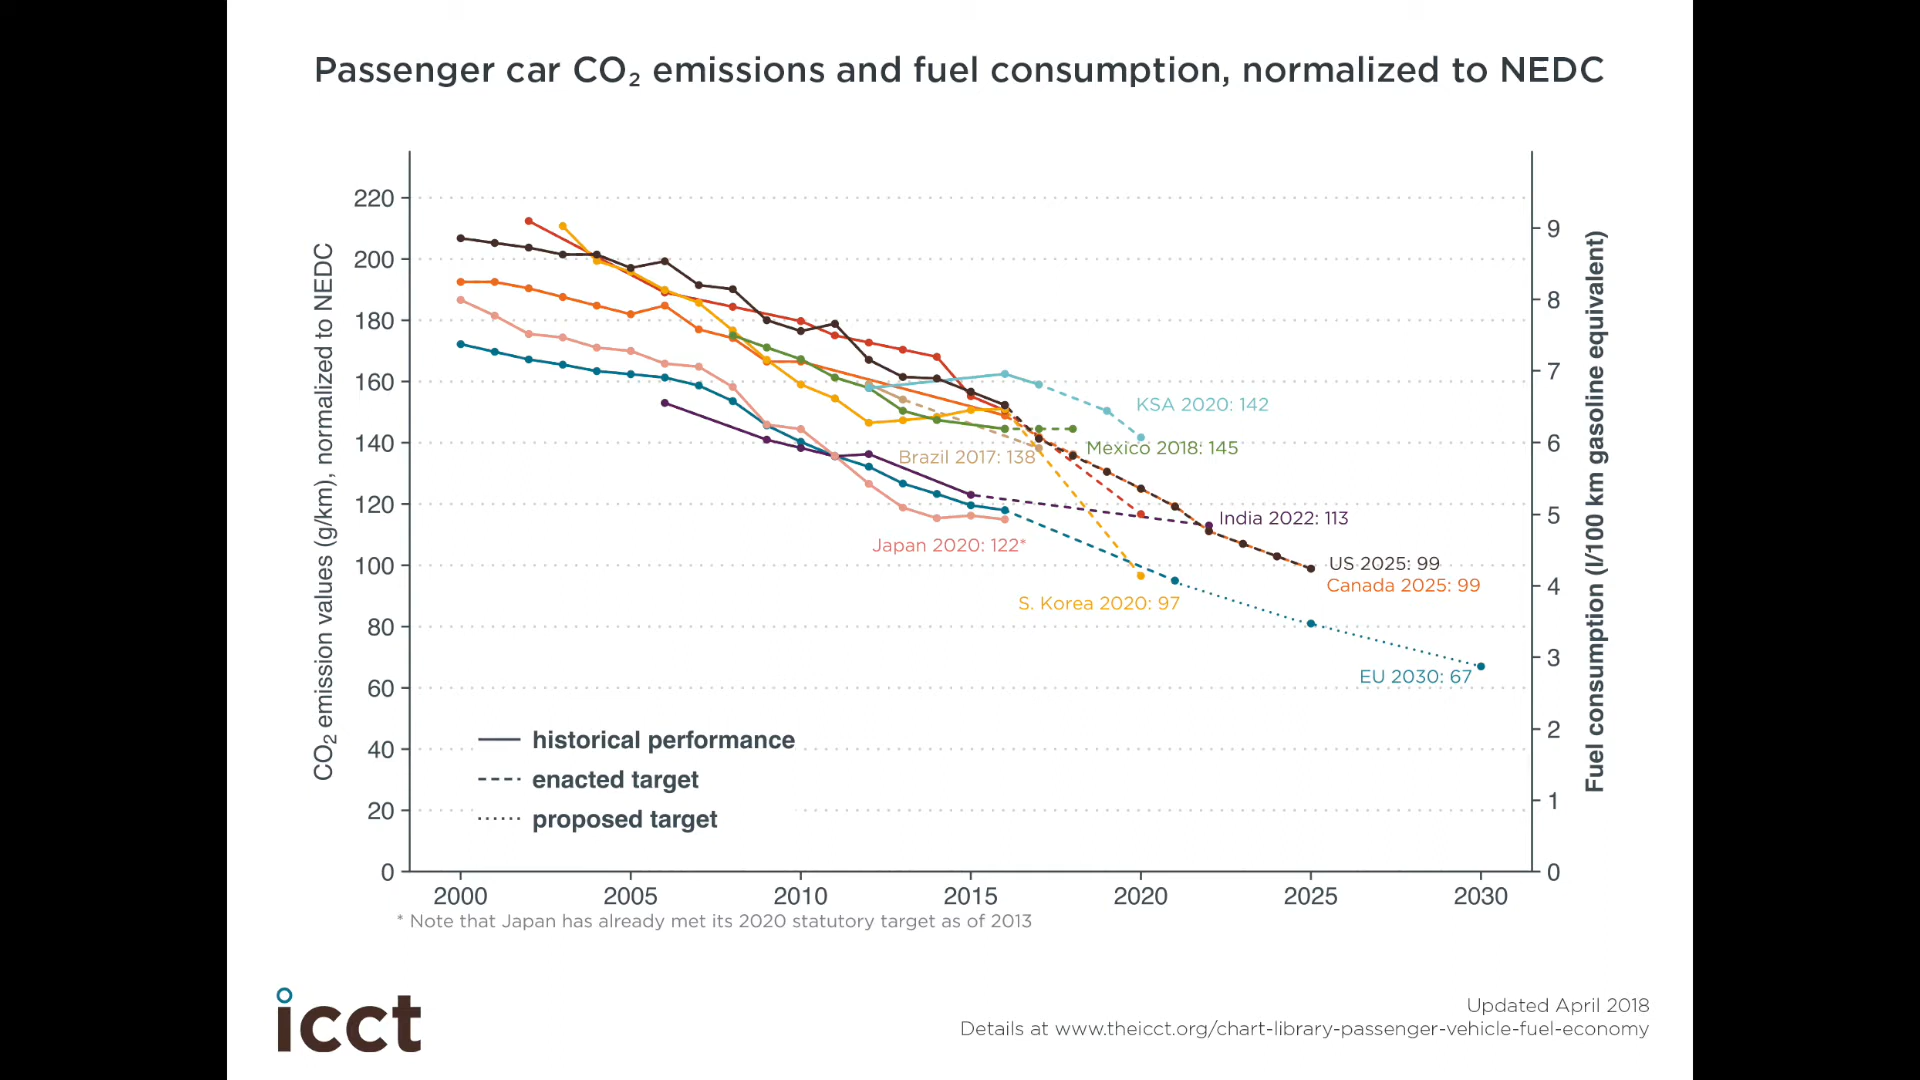 Passenger car CO₂ emissions and fuel consumption, normalized to NEDC
CO₂ emission values (g/km), normalized to NEDC
220
200
180
160
140
120
100
80
60
40
20
0
KSA 2020: 142
Mexico 2018: 145
Brazil 2017: 138
India 2022: 113
Japan 2020: 122*
US 2025: 99
Canada 2025: 99
S. Korea 2020: 97
EU 2030: 67
historical performance
enacted target
proposed target
9
8
7
6
5
4
3
2
1
0
Fuel consumption (l/100 km gasoline equivalent)
2000 2005 2010 2015 2020 2025 2030
* Note that Japan has already met its 2020 statutory target as of 2013
icct
Updated April 2018
Details at www.theicct.org/chart-library-passenger-vehicle-fuel-economy